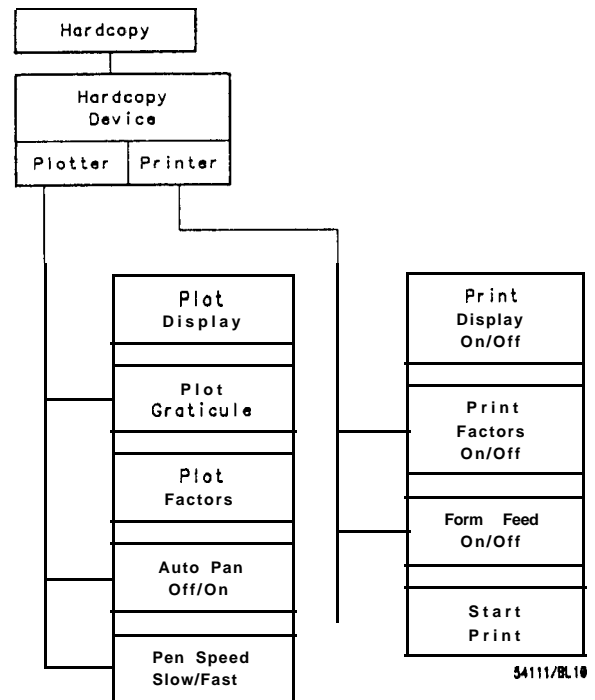 Hardcopy
Hardcopy
Device
Plotter Printer
Plot
Display
Plot
Graticule
Plot
Factors
Auto Pan
Off/On
Pen Speed
Slow/Fast
Print
Display
On/Off
Print
Factors
On/Off
Form Feed
On/Off
Start
Print
54111/BL10